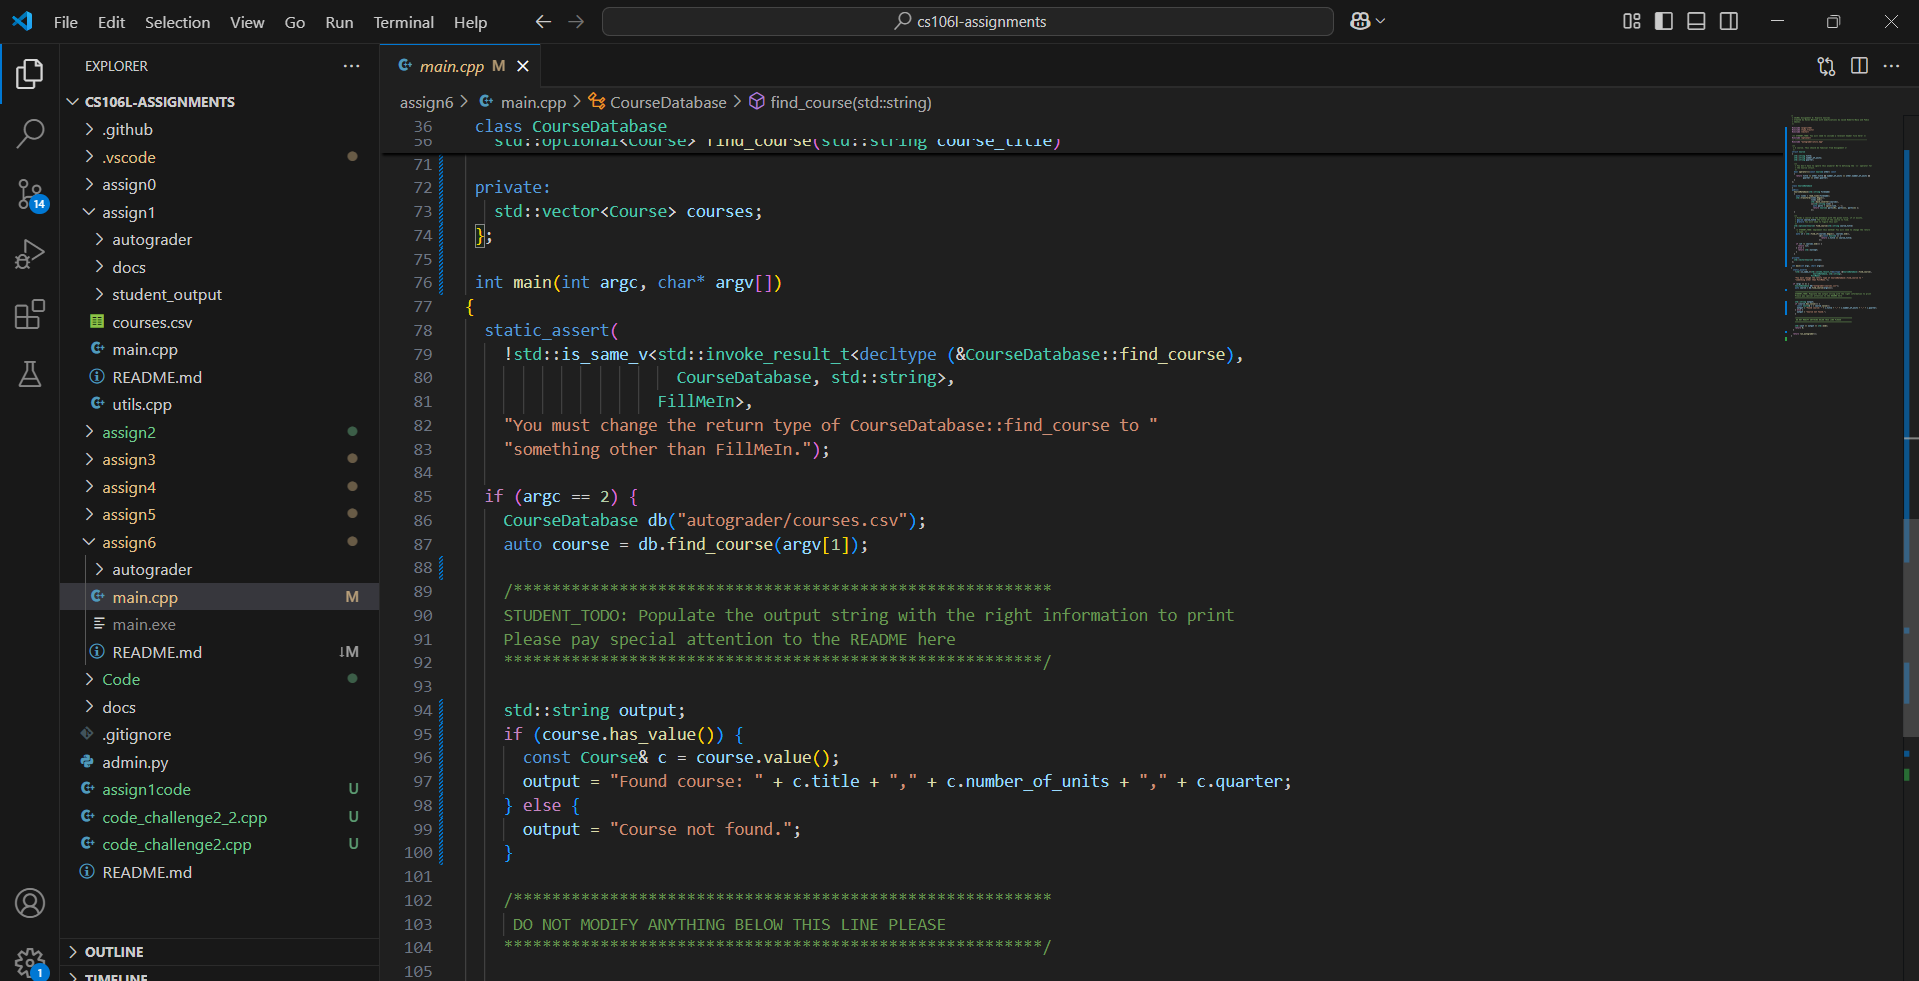 File Edit Selection View Go Run Terminal Help
cs106l-assignments
EXPLORER
main.cpp M
CS106L-ASSIGNMENTS
.github
.vscode
assign0
assign1
autograder
docs
student_output
courses.csv
main.cpp
README.md
utils.cpp
assign2
assign3
assign4
assign5
assign6
autograder
main.cpp M
main.exe
README.md ↓M
Code
docs
.gitignore
admin.py
assign1code U
code_challenge2_2.cpp U
code_challenge2.cpp U
README.md
OUTLINE
TIMELINE
14
1
assign6 > main.cpp > CourseDatabase > find_course(std::string)
36 class CourseDatabase
56 std::optional<Course> find_course(std::string course_title)
71
72 private:
73 std::vector<Course> courses;
74 };
75
76 int main(int argc, char* argv[])
77 {
78 static_assert(
79 !std::is_same_v<std::invoke_result_t<decltype (&CourseDatabase::find_course),
80 CourseDatabase, std::string>,
81 FillMeIn>,
82 "You must change the return type of CourseDatabase::find_course to "
83 "something other than FillMeIn.");
84
85 if (argc == 2) {
86 CourseDatabase db("autograder/courses.csv");
87 auto course = db.find_course(argv[1]);
88
89 /********************************************************
90 STUDENT_TODO: Populate the output string with the right information to print
91 Please pay special attention to the README here
92 ********************************************************/
93
94 std::string output;
95 if (course.has_value()) {
96 const Course& c = course.value();
97 output = "Found course: " + c.title + "," + c.number_of_units + "," + c.quarter;
98 } else {
99 output = "Course not found.";
100 }
101
102 /********************************************************
103 DO NOT MODIFY ANYTHING BELOW THIS LINE PLEASE
104 ********************************************************/
105